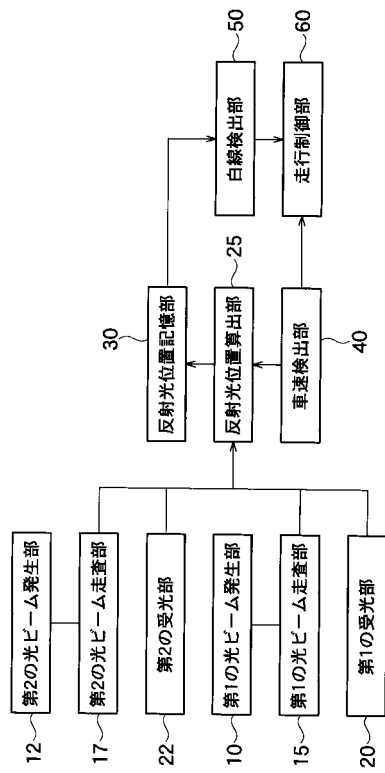 12
第2の光ビーム発生部
17
第2の光ビーム走査部
22
第2の受光部
10
第1の光ビーム発生部
15
第1の光ビーム走査部
20
第1の受光部
30
反射光位置記憶部
25
反射光位置算出部
40
車速検出部
50
白線検出部
60
走行制御部